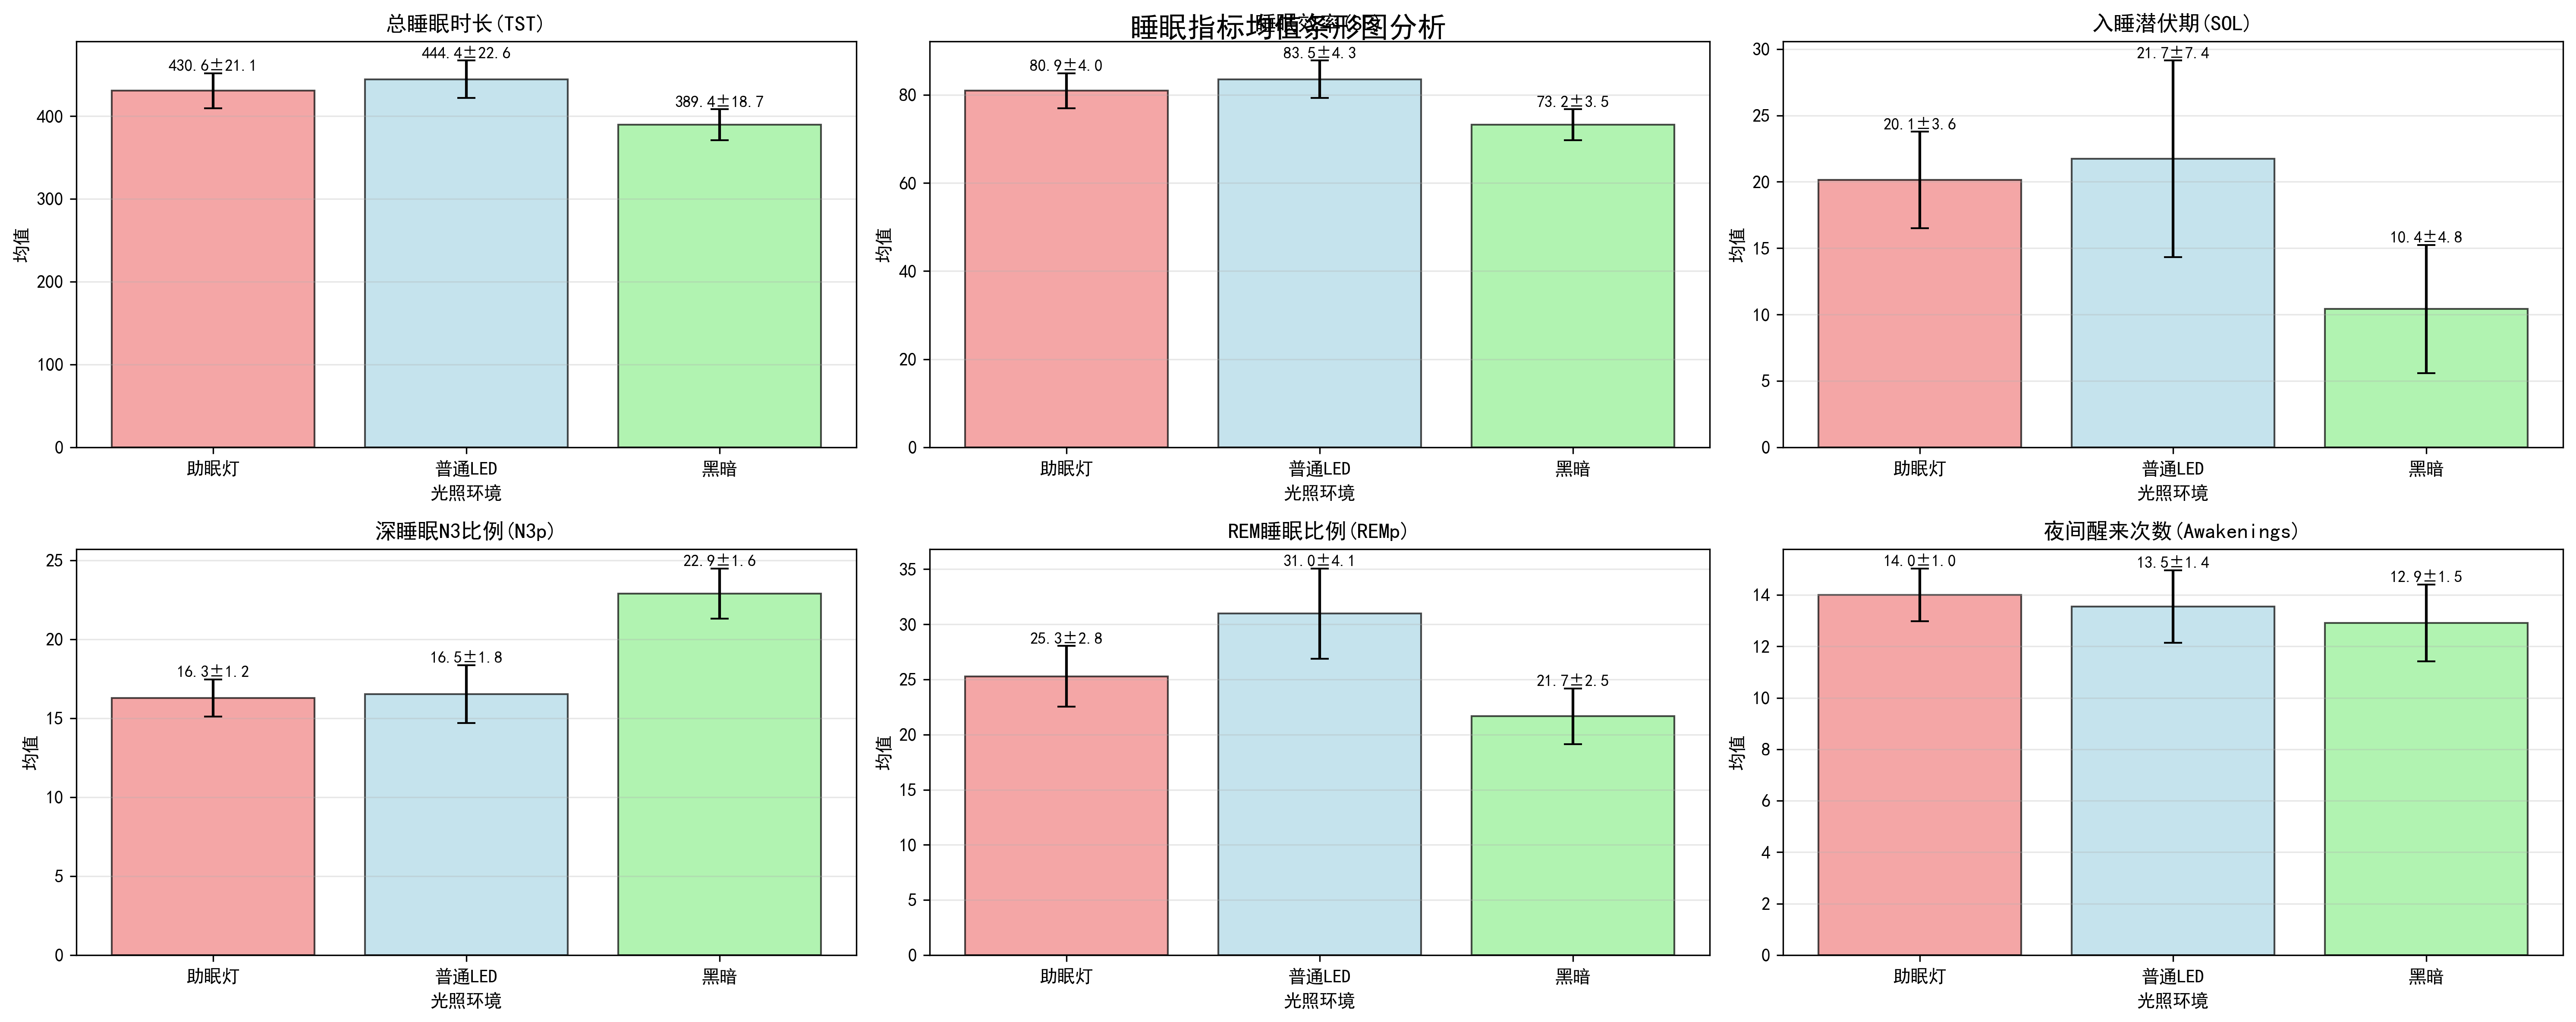 睡眠指标均值条形图分析
总睡眠时长(TST)
444.4±22.6
430.6±21.1
389.4±18.7
400
300
200
100
0
均值
助眠灯
普通LED
黑暗
光照环境
83.5±4.3
80.9±4.0
73.2±3.5
80
60
40
20
0
均值
助眠灯
普通LED
黑暗
光照环境
入睡潜伏期(SOL)
21.7±7.4
20.1±3.6
10.4±4.8
30
25
20
15
10
5
0
均值
助眠灯
普通LED
黑暗
光照环境
深睡眠N3比例(N3p)
22.9±1.6
16.5±1.8
16.3±1.2
25
20
15
10
5
0
均值
助眠灯
普通LED
黑暗
光照环境
REM睡眠比例(REMp)
31.0±4.1
25.3±2.8
21.7±2.5
35
30
25
20
15
10
5
0
均值
助眠灯
普通LED
黑暗
光照环境
夜间醒来次数(Awakenings)
14.0±1.0
13.5±1.4
12.9±1.5
14
12
10
8
6
4
2
0
均值
助眠灯
普通LED
黑暗
光照环境